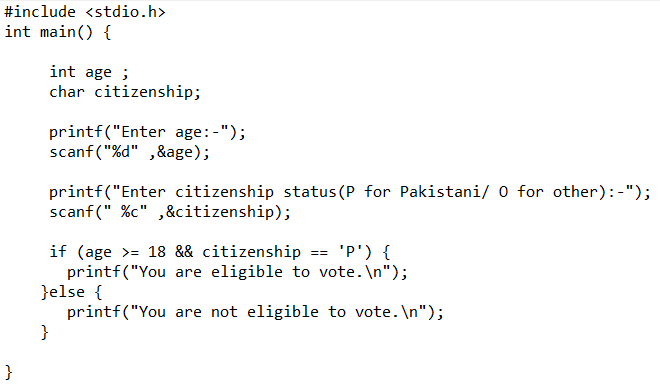 #include <stdio.h>
int main() {
int age ;
char citizenship;
printf("Enter age:-");
scanf("%d" ,&age);
printf("Enter citizenship status(P for Pakistani/ O for other):-");
scanf(" %c" ,&citizenship);
if (age >= 18 && citizenship == 'P') {
printf("You are eligible to vote.\n");
}else {
printf("You are not eligible to vote.\n");
}
}